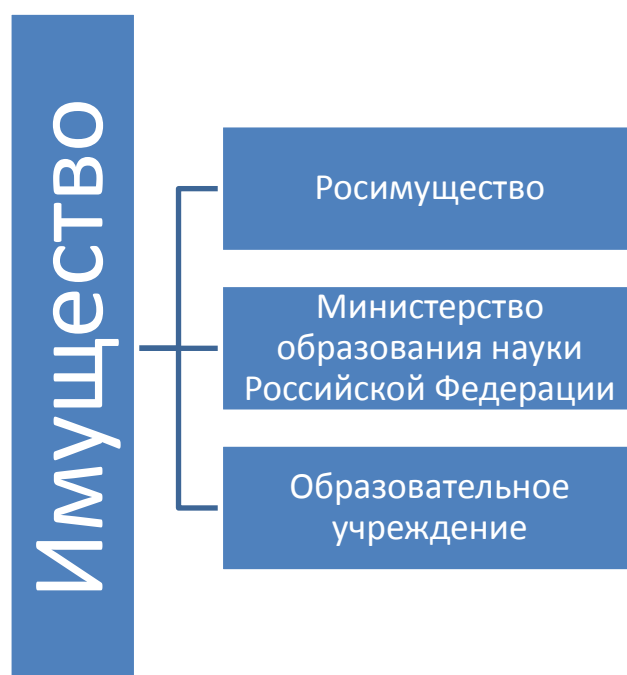 Имущество
Росимущество
Министерство
образования науки
Российской Федерации
Образовательное
учреждение